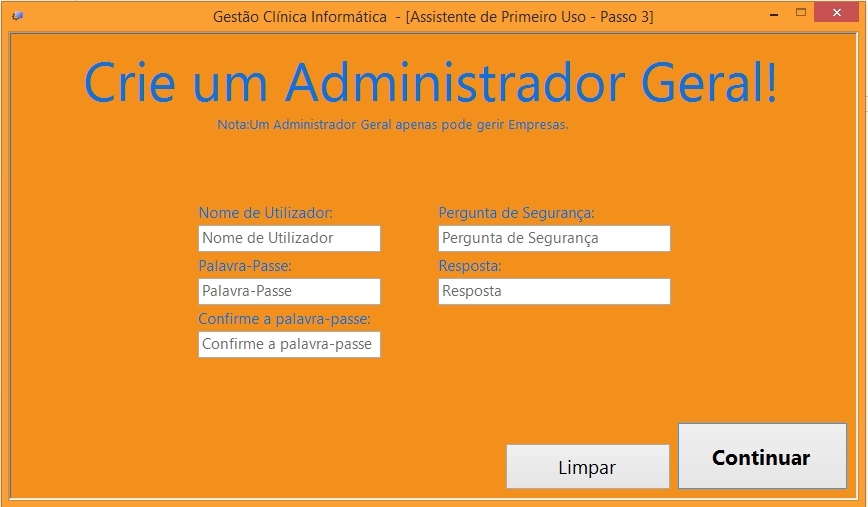 Gestão Clínica Informática - [Assistente de Primeiro Uso - Passo 3]
Crie um Administrador Geral!
Nota:Um Administrador Geral apenas pode gerir Empresas.
Nome de Utilizador:
Nome de Utilizador
Palavra-Passe:
Palavra-Passe
Confirme a palavra-passe:
Confirme a palavra-passe
Pergunta de Segurança:
Pergunta de Segurança
Resposta:
Resposta
Limpar
Continuar